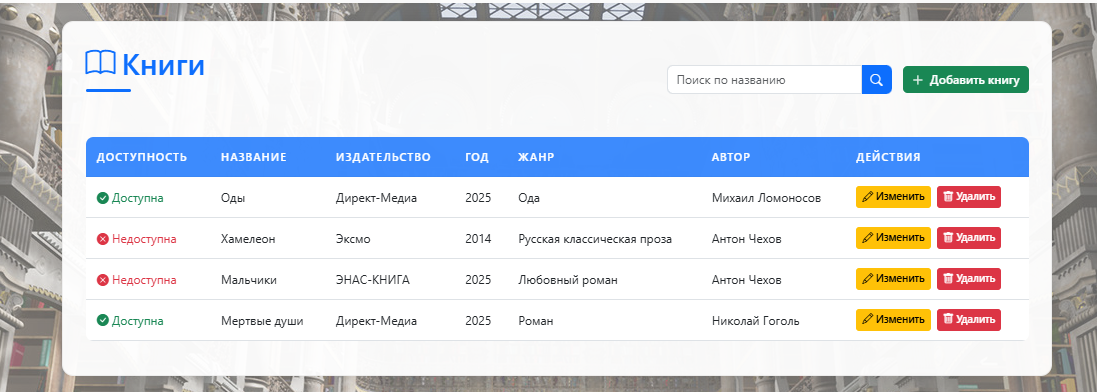 Книги
Поиск по названию
Добавить книгу
ДОСТУПНОСТЬ НАЗВАНИЕ ИЗДАТЕЛЬСТВО ГОД ЖАНР АВТОР ДЕЙСТВИЯ
Доступна Оды Директ-Медиа 2025 Ода Михаил Ломоносов Изменить Удалить
Недоступна Хамелеон Эксмо 2014 Русская классическая проза Антон Чехов Изменить Удалить
Недоступна Мальчики ЭНАС-КНИГА 2025 Любовный роман Антон Чехов Изменить Удалить
Доступна Мертвые души Директ-Медиа 2025 Роман Николай Гоголь Изменить Удалить